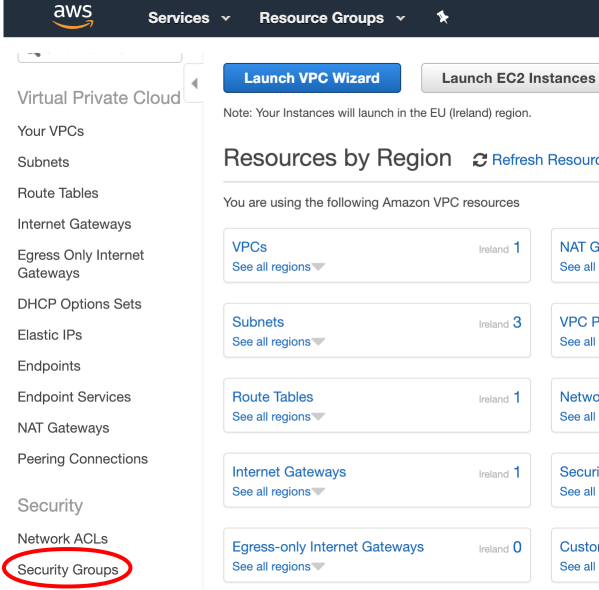 aws
Services
Resource Groups
Virtual Private Cloud
Your VPCs
Subnets
Route Tables
Internet Gateways
Egress Only Internet
Gateways
DHCP Options Sets
Elastic IPs
Endpoints
Endpoint Services
NAT Gateways
Peering Connections
Security
Network ACLs
Security Groups
Launch VPC Wizard
Launch EC2 Instances
Note: Your Instances will launch in the EU (Ireland) region.
Resources by Region
Refresh Resourc
You are using the following Amazon VPC resources
VPCs Ireland 1
See all regions
NAT G
See all
Subnets Ireland 3
See all regions
VPC P
See all
Route Tables Ireland 1
See all regions
Netwo
See all
Internet Gateways Ireland 1
See all regions
Securi
See all
Egress-only Internet Gateways Ireland 0
See all regions
Custo
See all